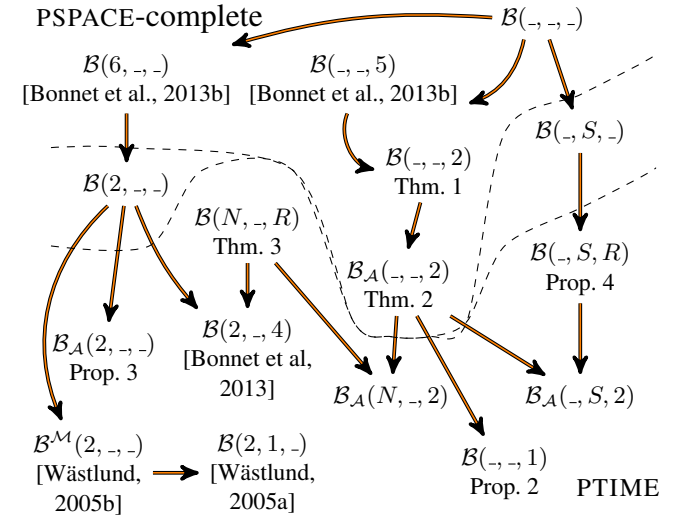 PSPACE-complete
B(_, _, _)
B(6, _, _)
[Bonnet et al., 2013b]
B(_, _, 5)
[Bonnet et al., 2013b]
B(_, S, _)
B(_, _, 2)
Thm. 1
B(2, _, _)
B(N, _, R)
Thm. 3
B(_, S, R)
Prop. 4
B_A(_, _, 2)
Thm. 2
B_A(2, _, _)
Prop. 3
B(2, _, 4)
[Bonnet et al,
2013]
B_A(N, _, 2)
B_A(_, S, 2)
B^M(2, _, _)
[Wästlund,
2005b]
B(2, 1, _)
[Wästlund,
2005a]
B(_, _, 1)
Prop. 2
PTIME